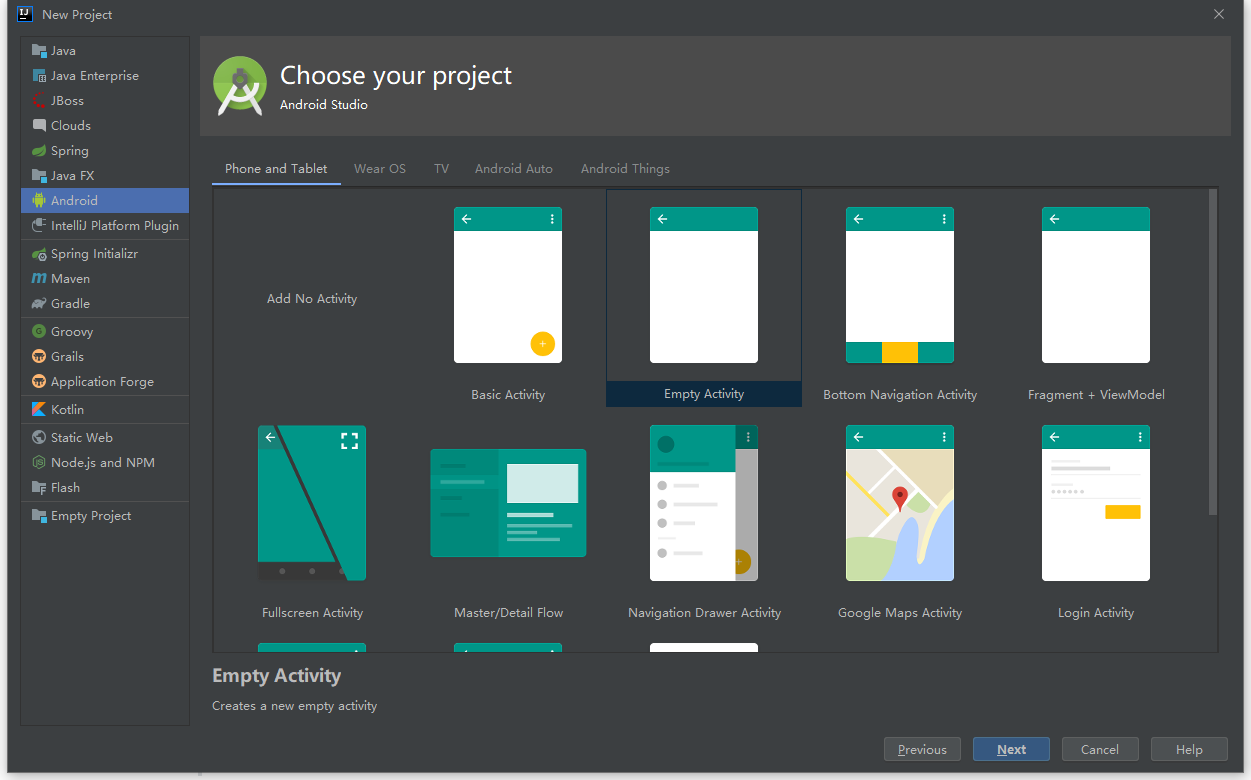 New Project
Java
Java Enterprise
JBoss
Clouds
Spring
Java FX
Android
IntelliJ Platform Plugin
Spring Initializr
Maven
Gradle
Groovy
Grails
Application Forge
Kotlin
Static Web
Node.js and NPM
Flash
Empty Project
Choose your project
Android Studio
Phone and Tablet Wear OS TV Android Auto Android Things
Add No Activity
Basic Activity Empty Activity Bottom Navigation Activity Fragment + ViewModel
Fullscreen Activity Master/Detail Flow Navigation Drawer Activity Google Maps Activity Login Activity
Empty Activity
Creates a new empty activity
Previous Next Cancel Help